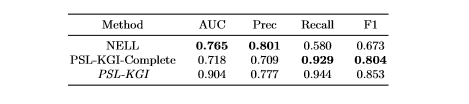 Method AUC Prec Recall F1
NELL 0.765 0.801 0.580 0.673
PSL-KGI-Complete 0.718 0.709 0.929 0.804
PSL-KGI 0.904 0.777 0.944 0.853